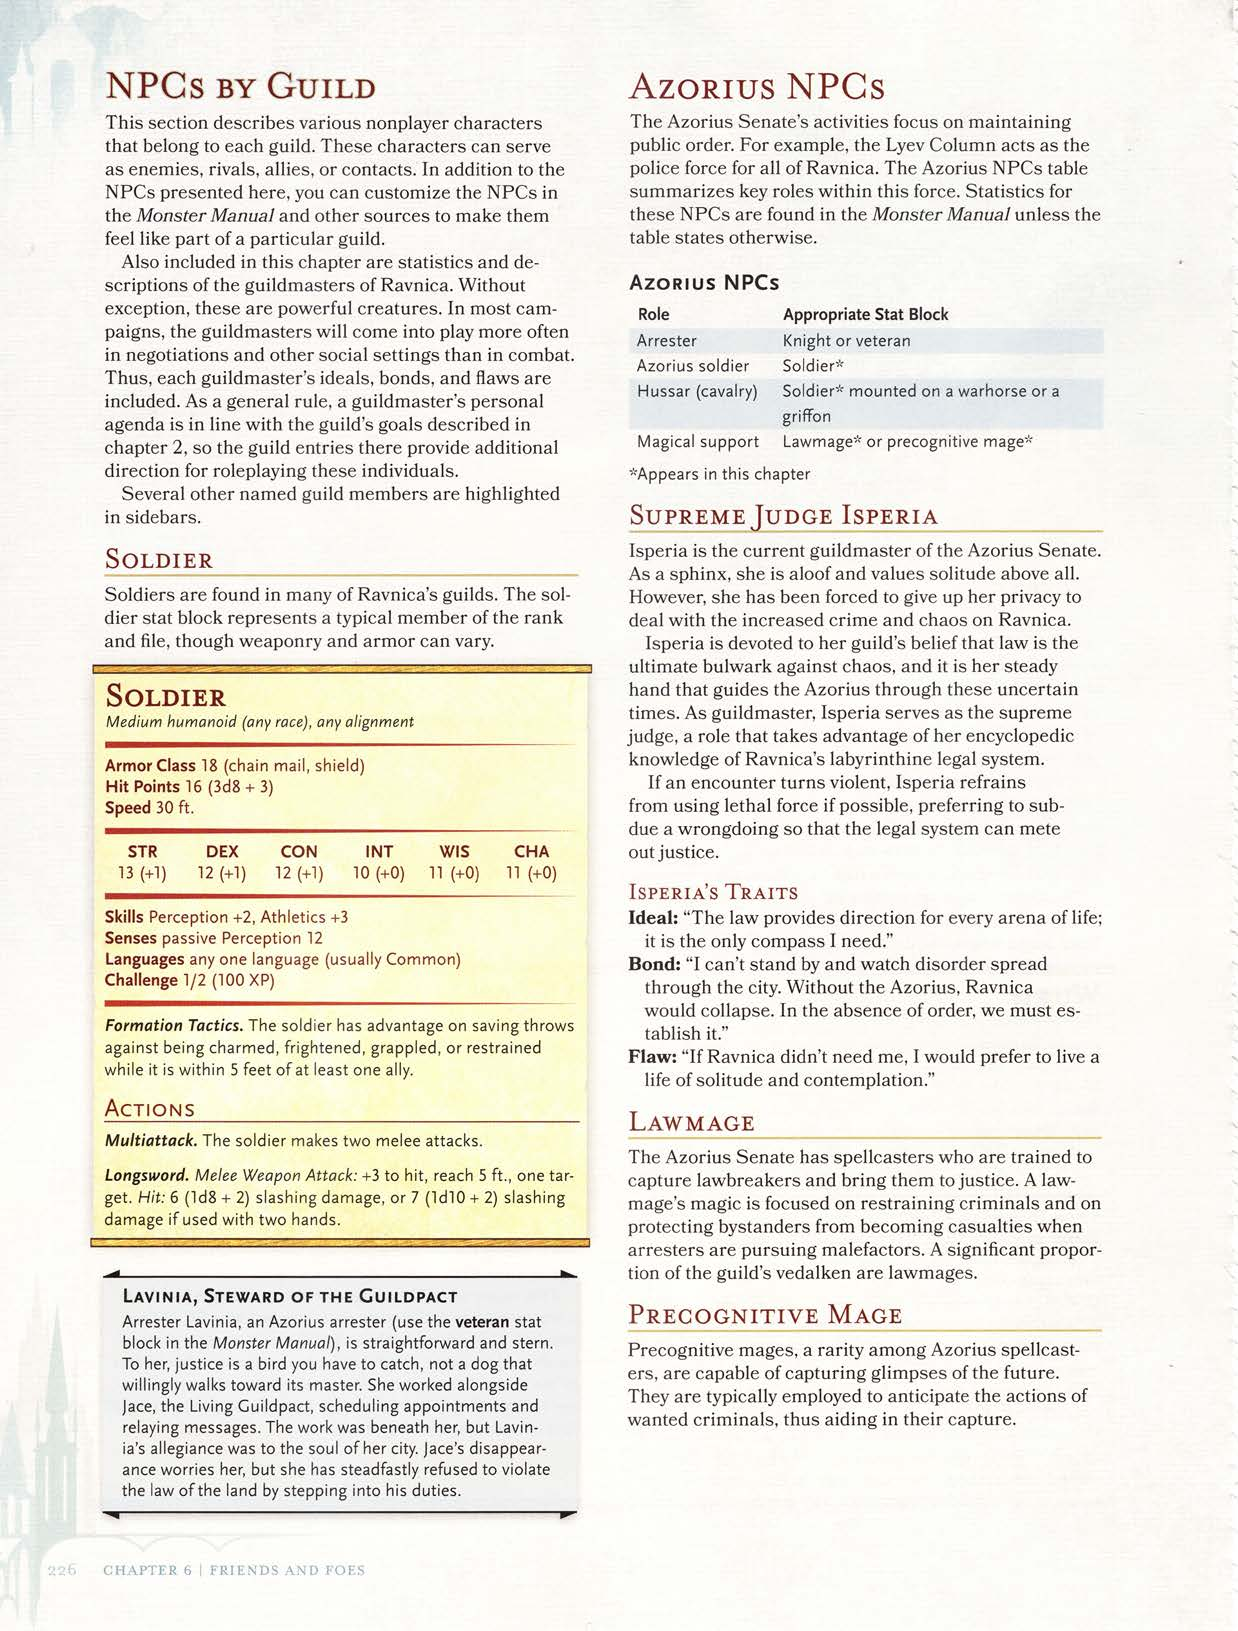 NPCs by Guild
This section describes various nonplayer characters
that belong to each guild. These characters can serve
as enemies, rivals, allies, or contacts. In addition to the
NPCs presented here, you can customize the NPCs in
the Monster Manual and other sources to make them
feel like part of a particular guild.
Also included in this chapter are statistics and de-
scriptions of the guildmasters of Ravnica. Without
exception, these are powerful creatures. In most cam-
paigns, the guildmasters will come into play more often
in negotiations and other social settings than in combat.
Thus, each guildmaster's ideals, bonds, and flaws are
included. As a general rule, a guildmaster's personal
agenda is in line with the guild's goals described in
chapter 2, so the guild entries there provide additional
direction for roleplaying these individuals.
Several other named guild members are highlighted
in sidebars.
Soldier
Soldiers are found in many of Ravnica's guilds. The sol-
dier stat block represents a typical member of the rank
and file, though weaponry and armor can vary.
Soldier
Medium humanoid (any race), any alignment
Armor Class 18 (chain mail, shield)
Hit Points 16 (3d8 + 3)
Speed 30 ft.
STR DEX CON INT WIS CHA
13 (+1) 12 (+1) 12 (+1) 10 (+0) 11 (+0) 11 (+0)
Skills Perception +2, Athletics +3
Senses passive Perception 12
Languages any one language (usually Common)
Challenge 1/2 (100 XP)
Formation Tactics. The soldier has advantage on saving throws
against being charmed, frightened, grappled, or restrained
while it is within 5 feet of at least one ally.
Actions
Multiattack. The soldier makes two melee attacks.
Longsword. Melee Weapon Attack: +3 to hit, reach 5 ft., one tar-
get. Hit: 6 (1d8 + 2) slashing damage, or 7 (1d10 + 2) slashing
damage if used with two hands.
Lavinia, Steward of the Guildpact
Arrester Lavinia, an Azorius arrester (use the veteran stat
block in the Monster Manual), is straightforward and stern.
To her, justice is a bird you have to catch, not a dog that
willingly walks toward its master. She worked alongside
Jace, the Living Guildpact, scheduling appointments and
relaying messages. The work was beneath her, but Lavin-
ia's allegiance was to the soul of her city. Jace's disappear-
ance worries her, but she has steadfastly refused to violate
the law of the land by stepping into his duties.
Azorius NPCs
The Azorius Senate's activities focus on maintaining
public order. For example, the Lyev Column acts as the
police force for all of Ravnica. The Azorius NPCs table
summarizes key roles within this force. Statistics for
these NPCs are found in the Monster Manual unless the
table states otherwise.
Azorius NPCs
Role Appropriate Stat Block
Arrester Knight or veteran
Azorius soldier Soldier*
Hussar (cavalry) Soldier* mounted on a warhorse or a
griffon
Magical support Lawmage* or precognitive mage*
*Appears in this chapter
Supreme Judge Isperia
Isperia is the current guildmaster of the Azorius Senate.
As a sphinx, she is aloof and values solitude above all.
However, she has been forced to give up her privacy to
deal with the increased crime and chaos on Ravnica.
Isperia is devoted to her guild's belief that law is the
ultimate bulwark against chaos, and it is her steady
hand that guides the Azorius through these uncertain
times. As guildmaster, Isperia serves as the supreme
judge, a role that takes advantage of her encyclopedic
knowledge of Ravnica's labyrinthine legal system.
If an encounter turns violent, Isperia refrains
from using lethal force if possible, preferring to sub-
due a wrongdoing so that the legal system can mete
out justice.
Isperia's Traits
Ideal: "The law provides direction for every arena of life;
it is the only compass I need."
Bond: "I can't stand by and watch disorder spread
through the city. Without the Azorius, Ravnica
would collapse. In the absence of order, we must es-
tablish it."
Flaw: "If Ravnica didn't need me, I would prefer to live a
life of solitude and contemplation."
Lawmage
The Azorius Senate has spellcasters who are trained to
capture lawbreakers and bring them to justice. A law-
mage's magic is focused on restraining criminals and on
protecting bystanders from becoming casualties when
arresters are pursuing malefactors. A significant propor-
tion of the guild's vedalken are lawmages.
Precognitive Mage
Precognitive mages, a rarity among Azorius spellcast-
ers, are capable of capturing glimpses of the future.
They are typically employed to anticipate the actions of
wanted criminals, thus aiding in their capture.
226 CHAPTER 6 | FRIENDS AND FOES